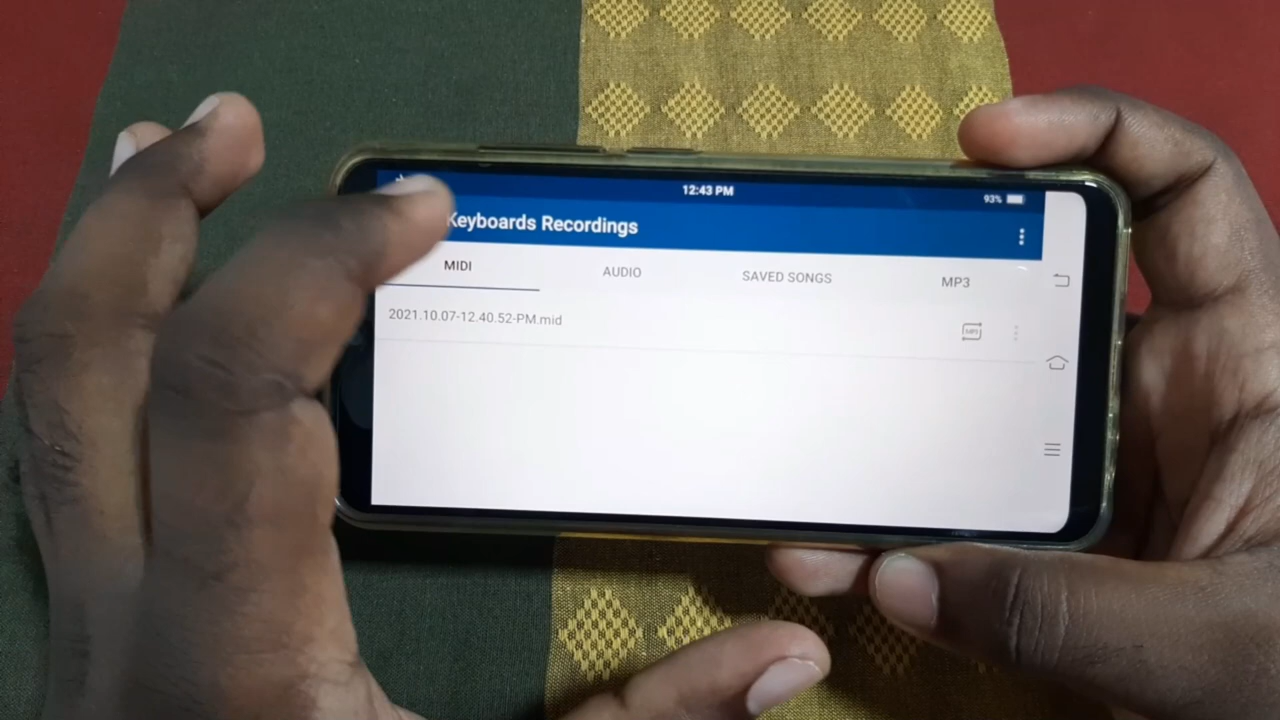 12:43 PM
93%
Keyboards Recordings
MIDI AUDIO SAVED SONGS MP3
2021.10.07-12.40.52-PM.mid